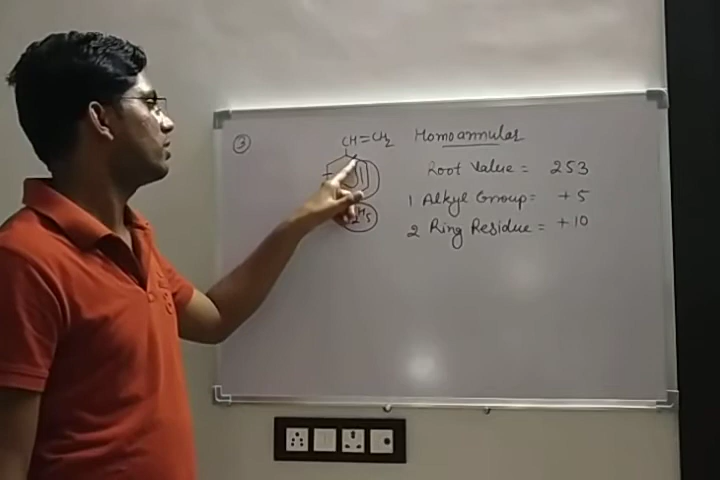 ③
CH=CH₂
Homoannular
Root Value = 253
1 Alkyl Group = +5
2 Ring Residue = +10